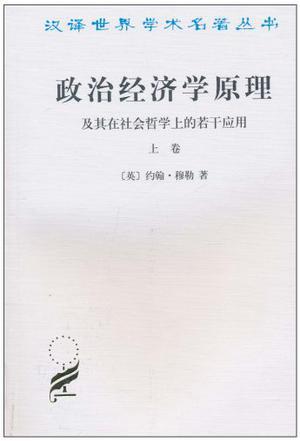 汉译世界学术名著丛书
政治经济学原理
及其在社会哲学上的若干应用
上卷
〔英〕约翰·穆勒 著